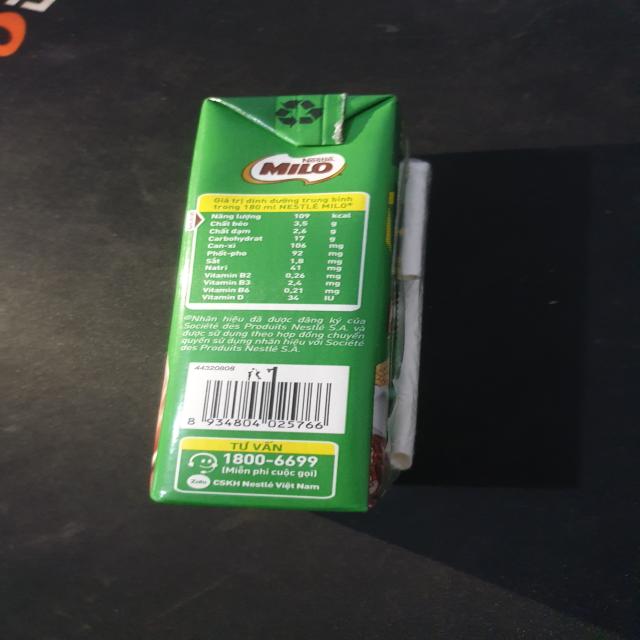 Nestlé
MILO
Giá trị dinh dưỡng trung bình
trong 180 ml NESTLÉ MILO®
Năng lượng 109 kcal
Chất béo 3,5 g
Chất đạm 2,6 g
Carbohydrat 17 g
Can-xi 106 mg
Phốt-pho 92 mg
Sắt 1,8 mg
Natri 41 mg
Vitamin B2 0,26 mg
Vitamin B3 2,4 mg
Vitamin B6 0,21 mg
Vitamin D 34 IU
®Nhãn hiệu đã được đăng ký của
Société des Produits Nestlé S.A. và
được sử dụng theo hợp đồng chuyển
quyền sử dụng nhãn hiệu với Société
des Produits Nestlé S.A.
44320808
8 934804 025766
TƯ VẤN
1800-6699
(Miễn phí cuộc gọi)
Zalo CSKH Nestlé Việt Nam